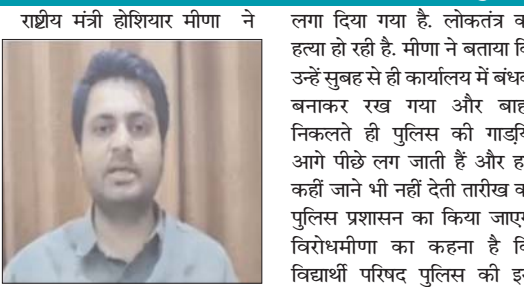 राष्ट्रीय मंत्री होशियार मीणा ने
लगा दिया गया है. लोकतंत्र
हत्या हो रही है. मीणा ने बताया
उन्हें सुबह से ही कार्यालय में
बनाकर रख गया और
निकलते ही पुलिस की
आगे पीछे लग जाती हैं और
कहीं जाने भी नहीं देती तारीख
पुलिस प्रशासन का किया
विरोधमीणा का कहना है
विद्यार्थी परिषद पुलिस की